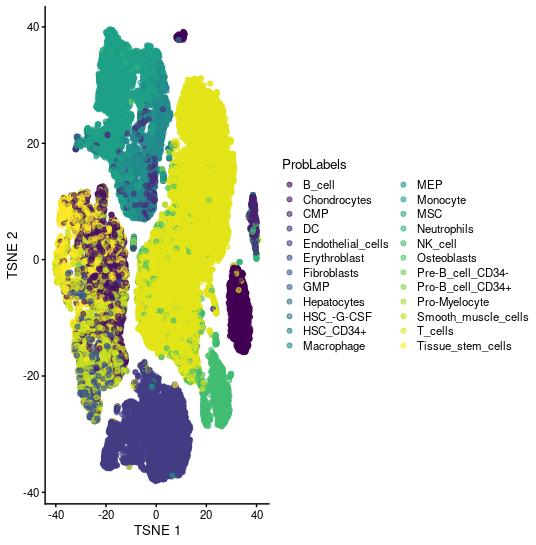 ProbLabels
B_cell
Chondrocytes
CMP
DC
Endothelial_cells
Erythroblast
Fibroblasts
GMP
Hepatocytes
HSC_-G-CSF
HSC_CD34+
Macrophage
MEP
Monocyte
MSC
Neutrophils
NK_cell
Osteoblasts
Pre-B_cell_CD34-
Pro-B_cell_CD34+
Pro-Myelocyte
Smooth_muscle_cells
T_cells
Tissue_stem_cells
TSNE 2
40
20
0
-20
-40
-40
-20
0
20
40
TSNE 1